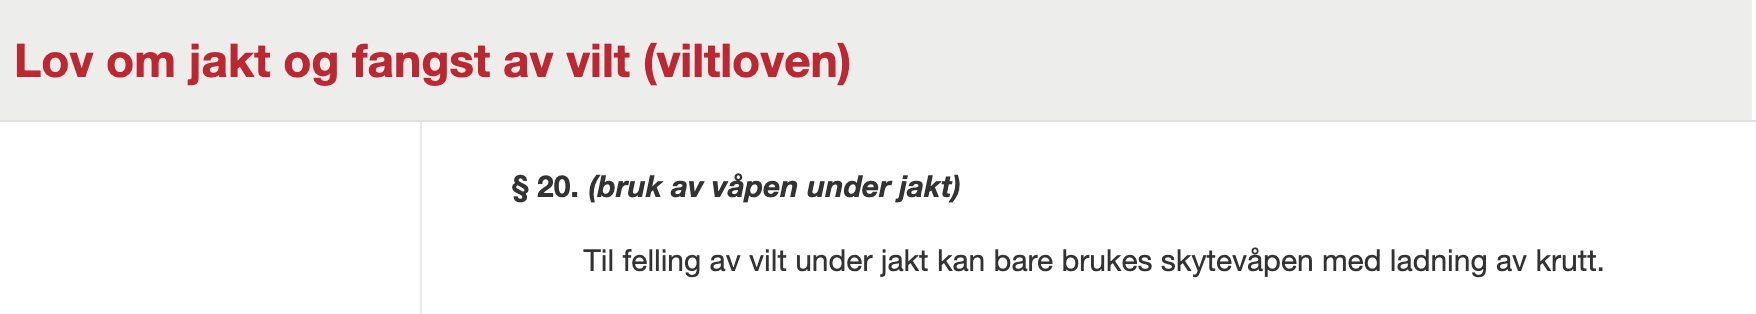 Lov om jakt og fangst av vilt (viltloven)
§ 20. (bruk av våpen under jakt)
Til felling av vilt under jakt kan bare brukes skytevåpen med ladning av krutt.